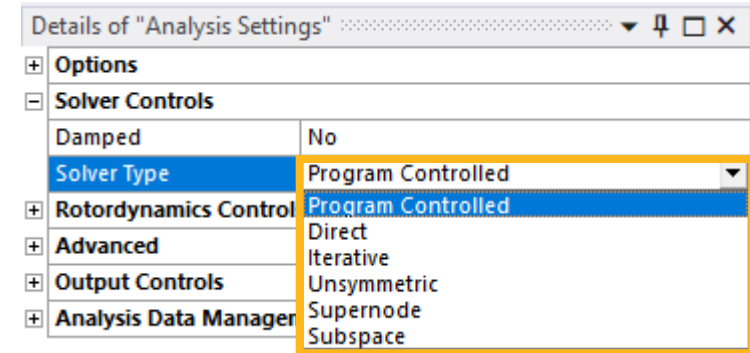 Details of "Analysis Settings"
Options
Solver Controls
Damped No
Solver Type Program Controlled
Rotordynamics Control Program Controlled
Direct
Advanced
Iterative
Output Controls Unsymmetric
Supernode
Analysis Data Manager
Subspace